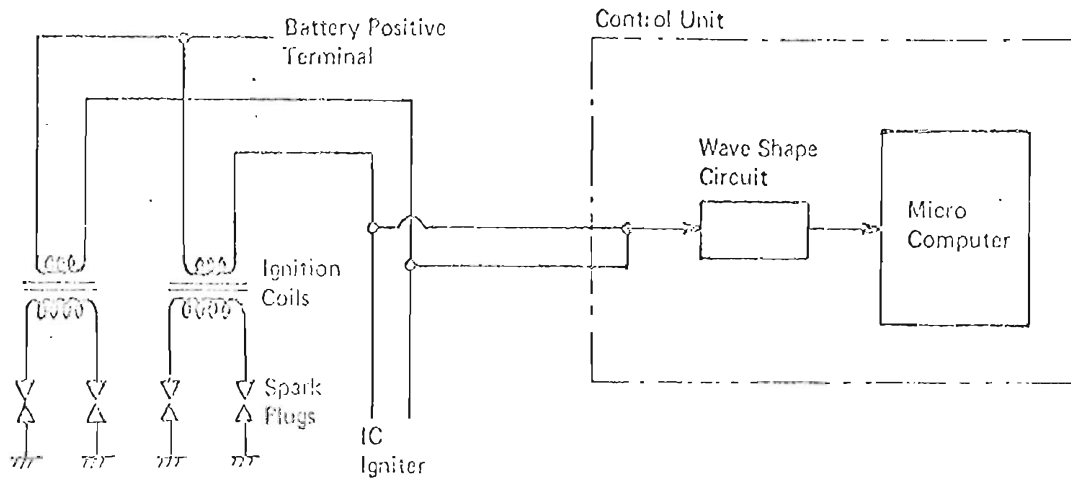 Control Unit
Battery Positive
Terminal
Wave Shape
Circuit
Micro
Computer
Ignition
Coils
Spark
Plugs
IC
Igniter